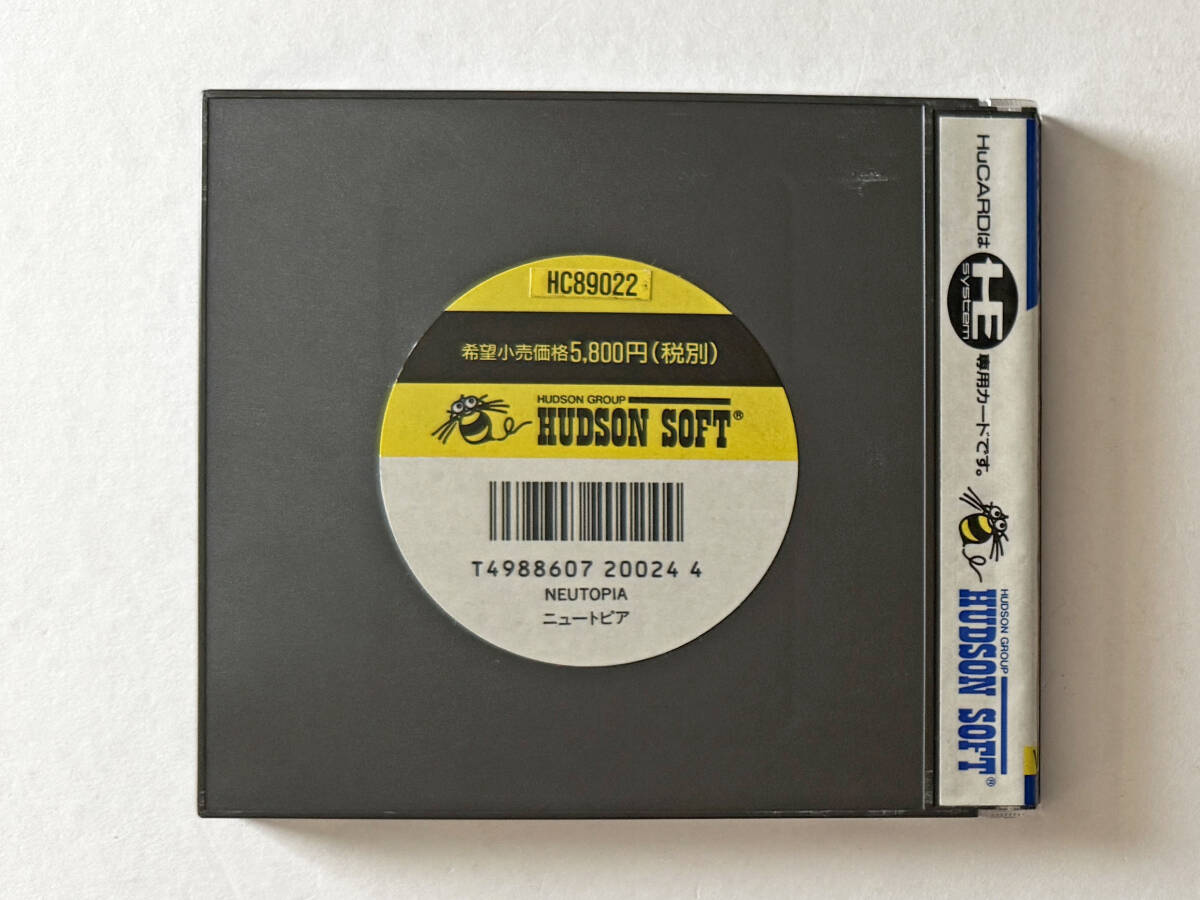 HC89022
希望小売価格5,800円(税別)
HUDSON GROUP
HUDSON SOFT®
T4988607 20024 4
NEUTOPIA
ニュートピア
HuCARDは
HE
system
専用カードです。
HUDSON GROUP
HUDSON SOFT®